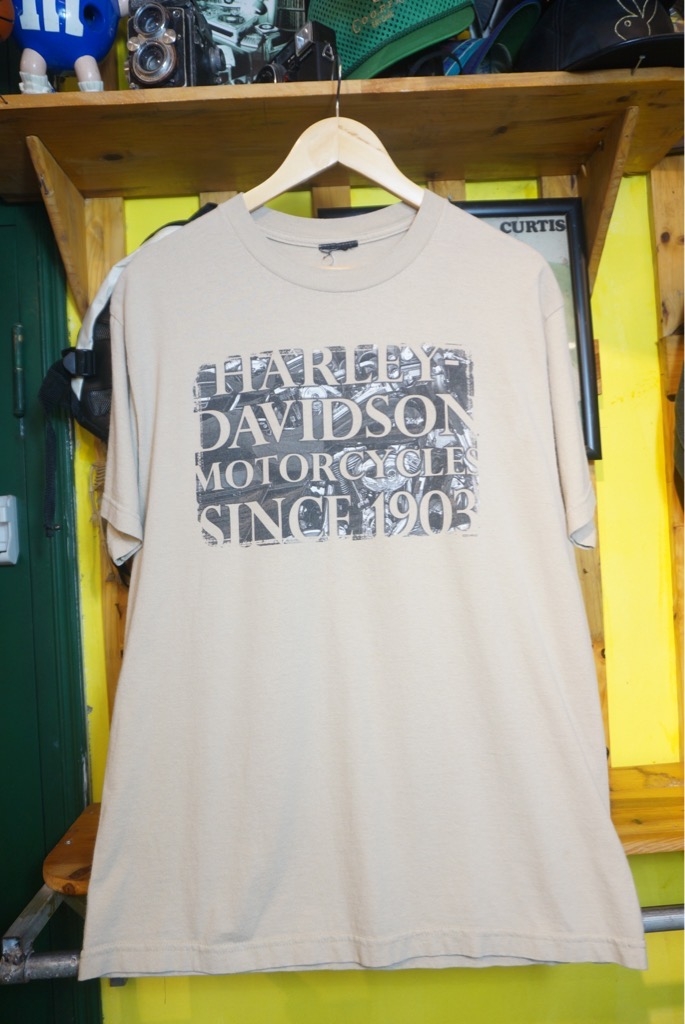 m
CURTIS
HARLEY-
DAVIDSON
MOTORCYCLES
SINCE 1903